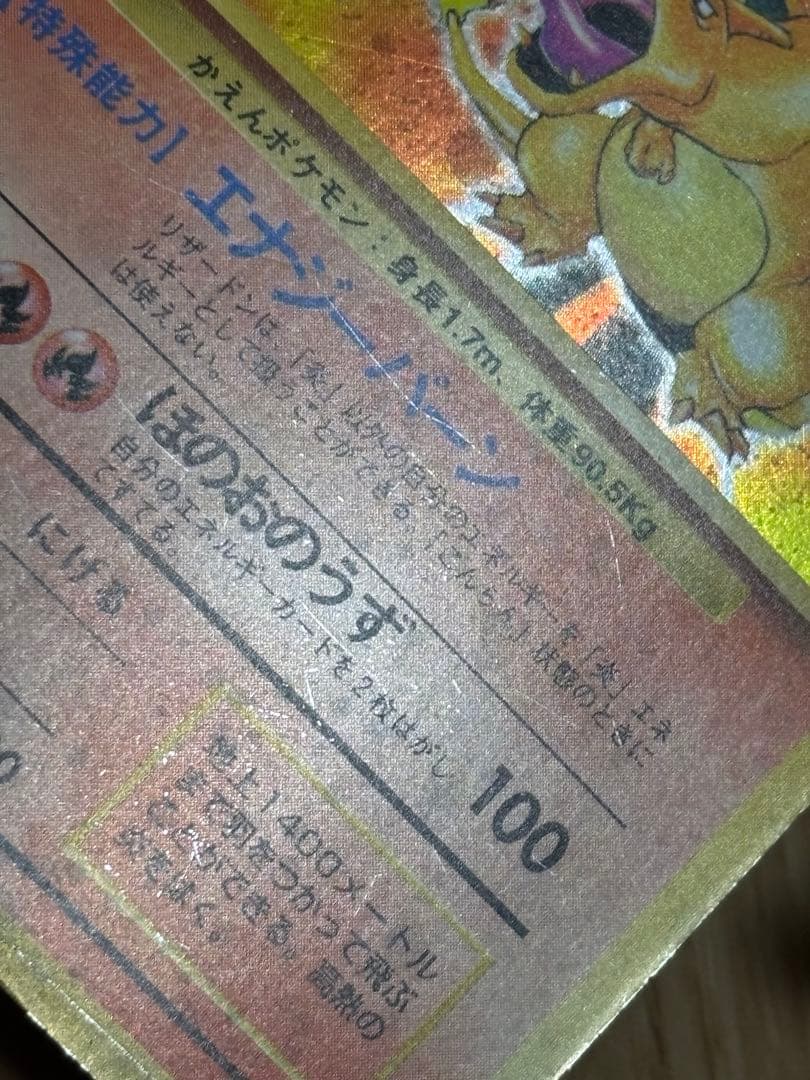 かえんポケモン：身長1.7m、体重90.5Kg
特殊能力】 エナジーバーン
リザードンは、「炎」以外の自分のエネルギーを「炎」エネ
ルギーとして扱うことができる。「こんらん」状態のときに
は使えない。
ほのおのうず 100
自分のエネルギーカードを2枚はがし
てすてる。
にげる
地上1400メートル
まで羽をつかって飛ぶ
ことができる。高熱の
炎を吐く。